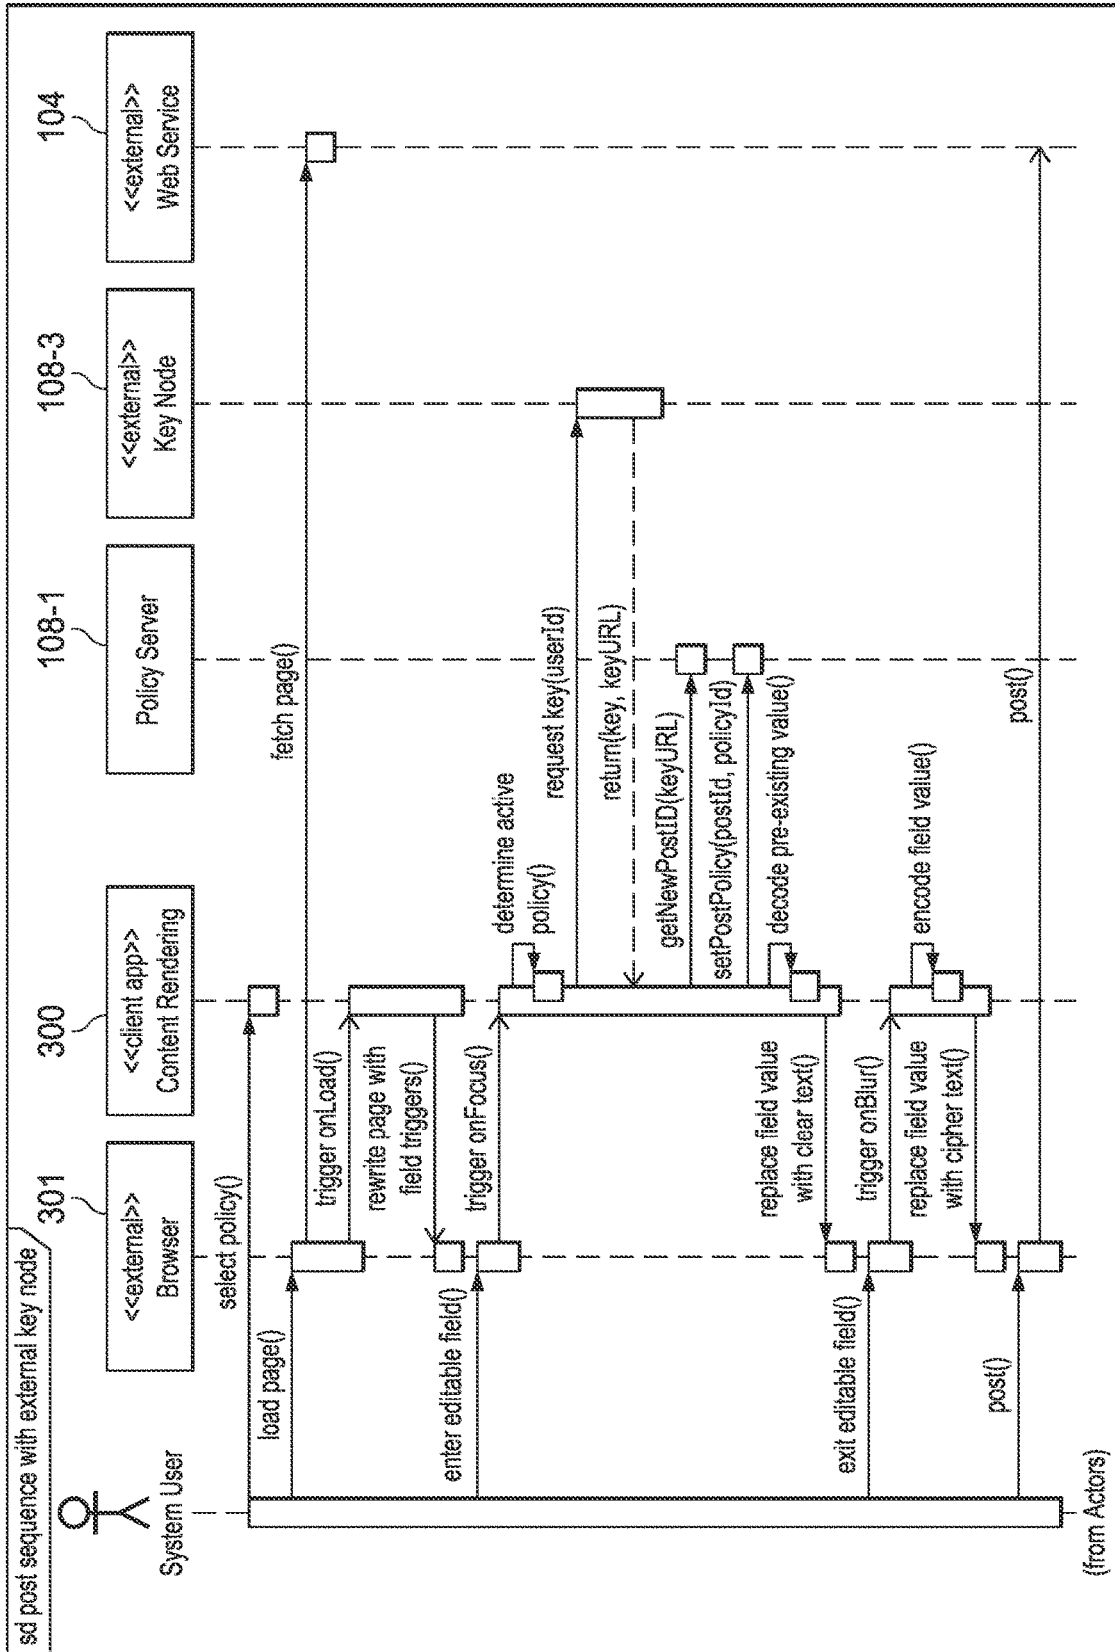 sd post sequence with external key node
System User
301
<<external>>
Browser
300
<<client app>>
Content Rendering
108-1
Policy Server
108-3
<<external>>
Key Node
104
<<external>>
Web Service
select policy()
load page()
fetch page()
trigger onLoad()
rewrite page with
field triggers()
enter editable field()
trigger onFocus()
determine active
policy()
request key(userId)
return(key, keyURL)
getNewPostID(keyURL)
setPostPolicy(postId, policyId)
decode pre-existing value()
replace field value
with clear text()
exit editable field()
trigger onBlur()
encode field value()
replace field value
with cipher text()
post()
post()
(from Actors)